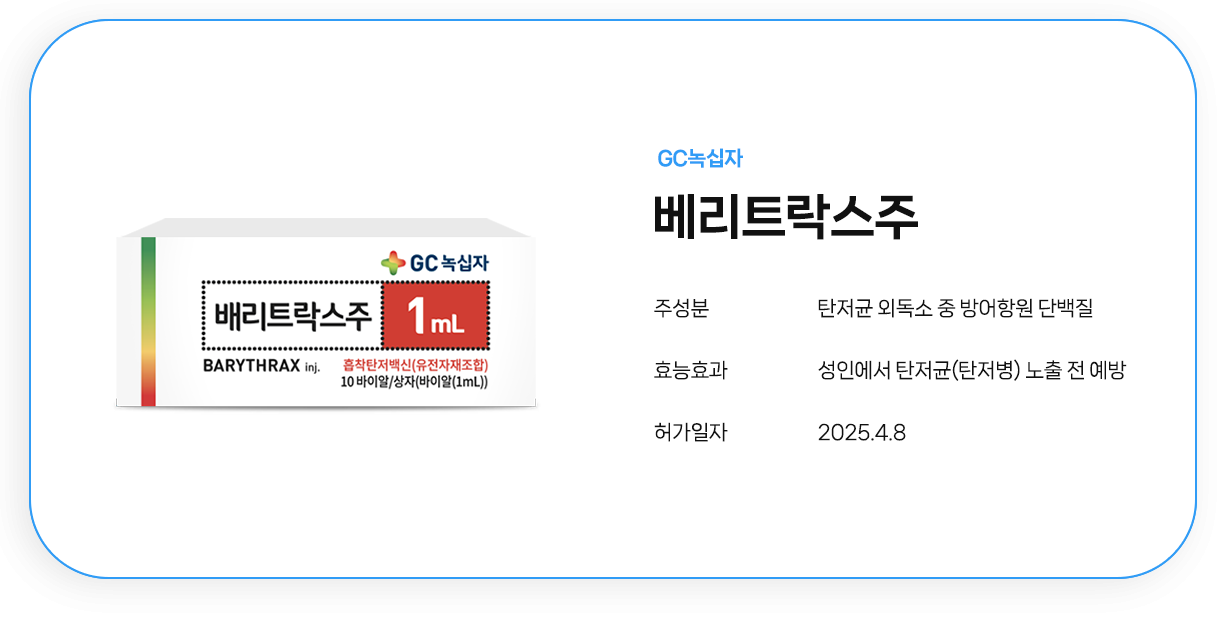 GC녹십자
배리트락스주
1mL
BARYTHRAX inj.
흡착탄저백신(유전자재조합)
10 바이알/상자(바이알(1mL))
GC녹십자
베리트락스주
주성분 탄저균 외독소 중 방어항원 단백질
효능효과 성인에서 탄저균(탄저병) 노출 전 예방
허가일자 2025.4.8